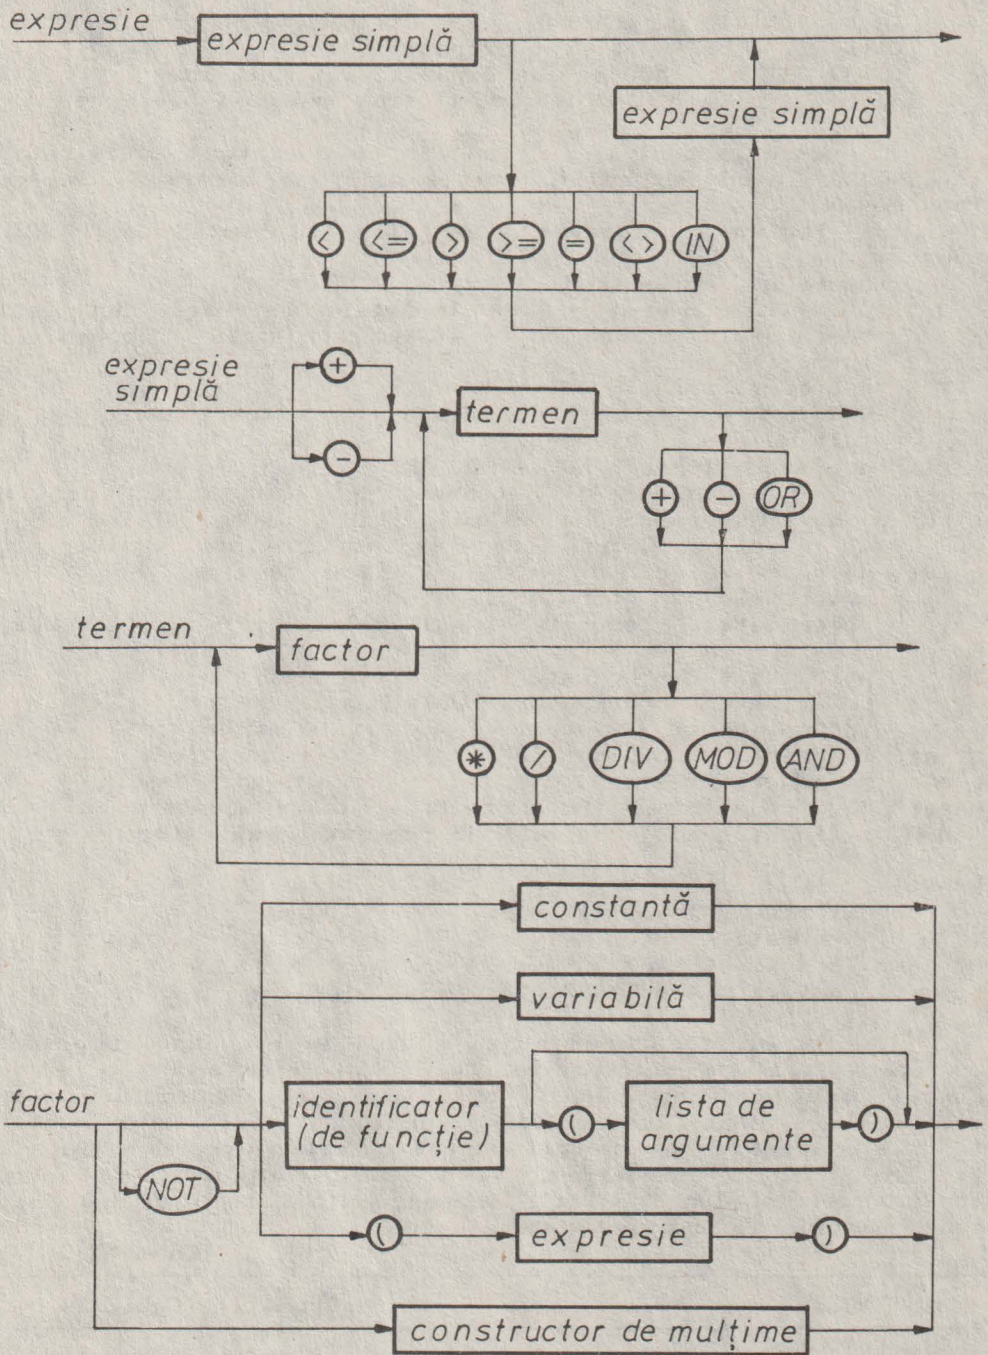 expresie
expresie simplă
expresie simplă
< <= > >= = <> IN
expresie
simplă
+
termen
-
+ - OR
termen
factor
* / DIV MOD AND
constantă
variabilă
factor
identificator
(de funcție)
(
lista de
argumente
)
NOT
( expresie )
constructor de mulțime